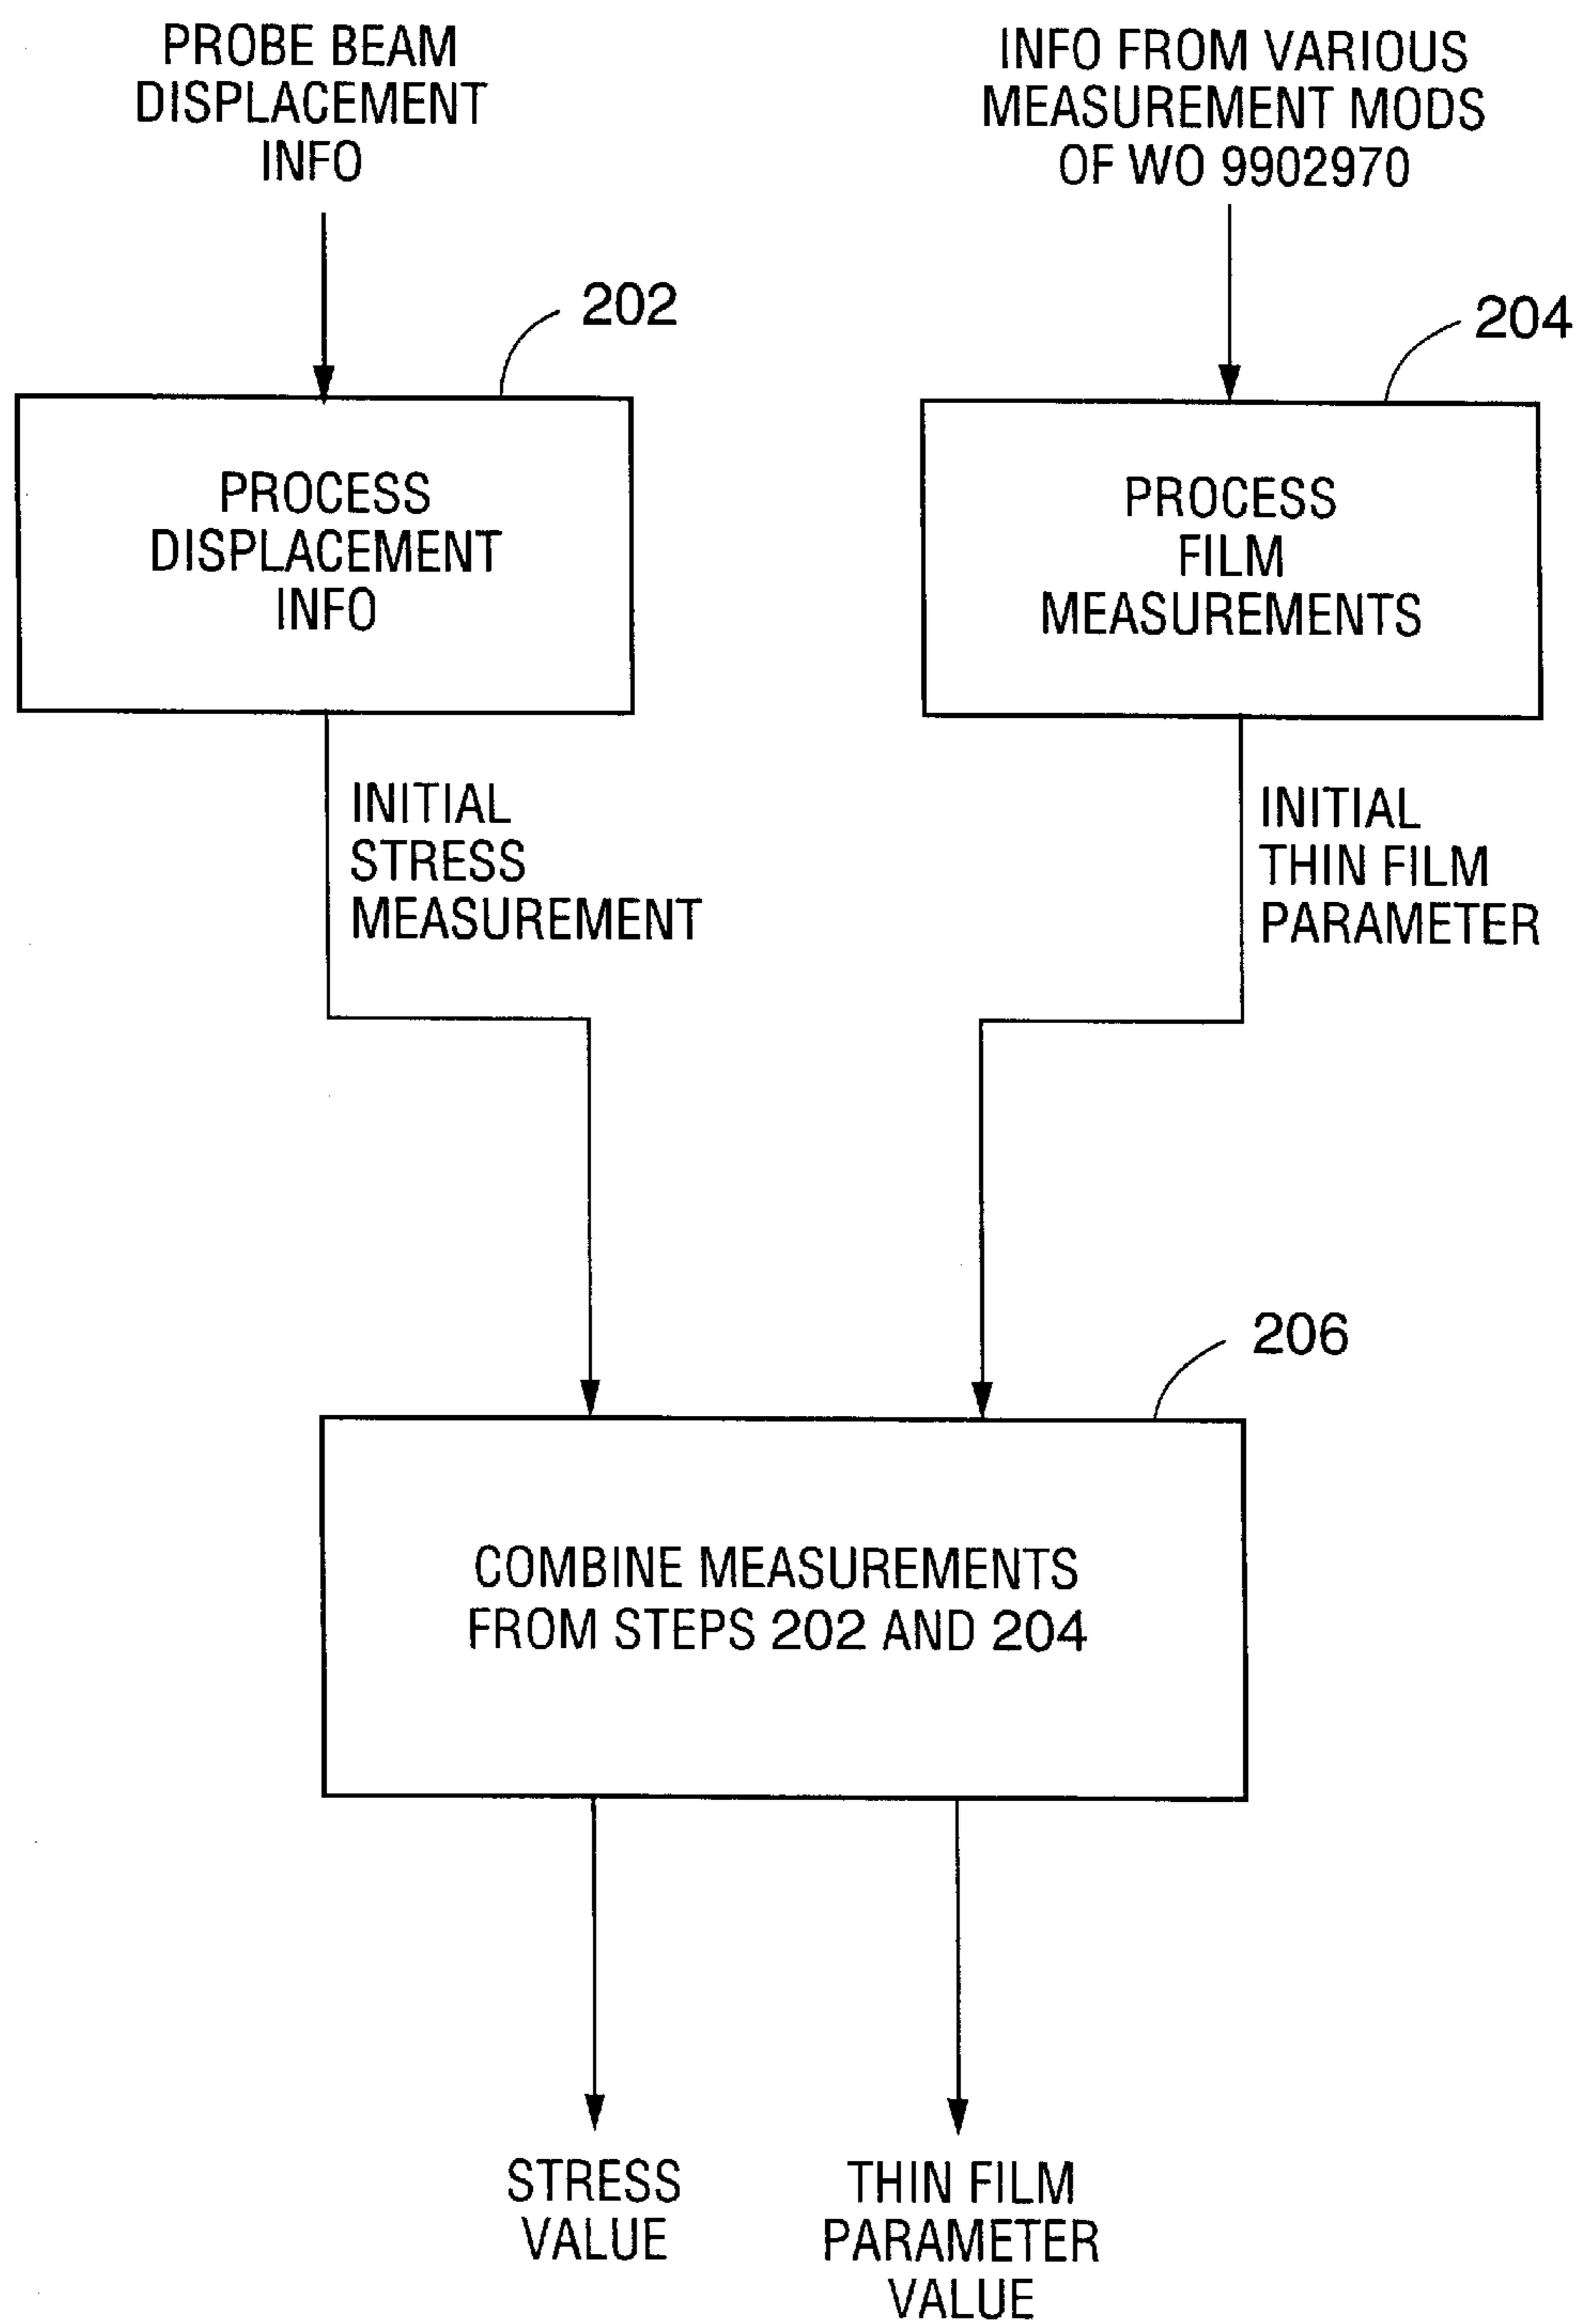 PROBE BEAM
DISPLACEMENT
INFO
INFO FROM VARIOUS
MEASUREMENT MODS
OF WO 9902970
202
204
PROCESS
DISPLACEMENT
INFO
PROCESS
FILM
MEASUREMENTS
INITIAL
STRESS
MEASUREMENT
INITIAL
THIN FILM
PARAMETER
206
COMBINE MEASUREMENTS
FROM STEPS 202 AND 204
STRESS
VALUE
THIN FILM
PARAMETER
VALUE